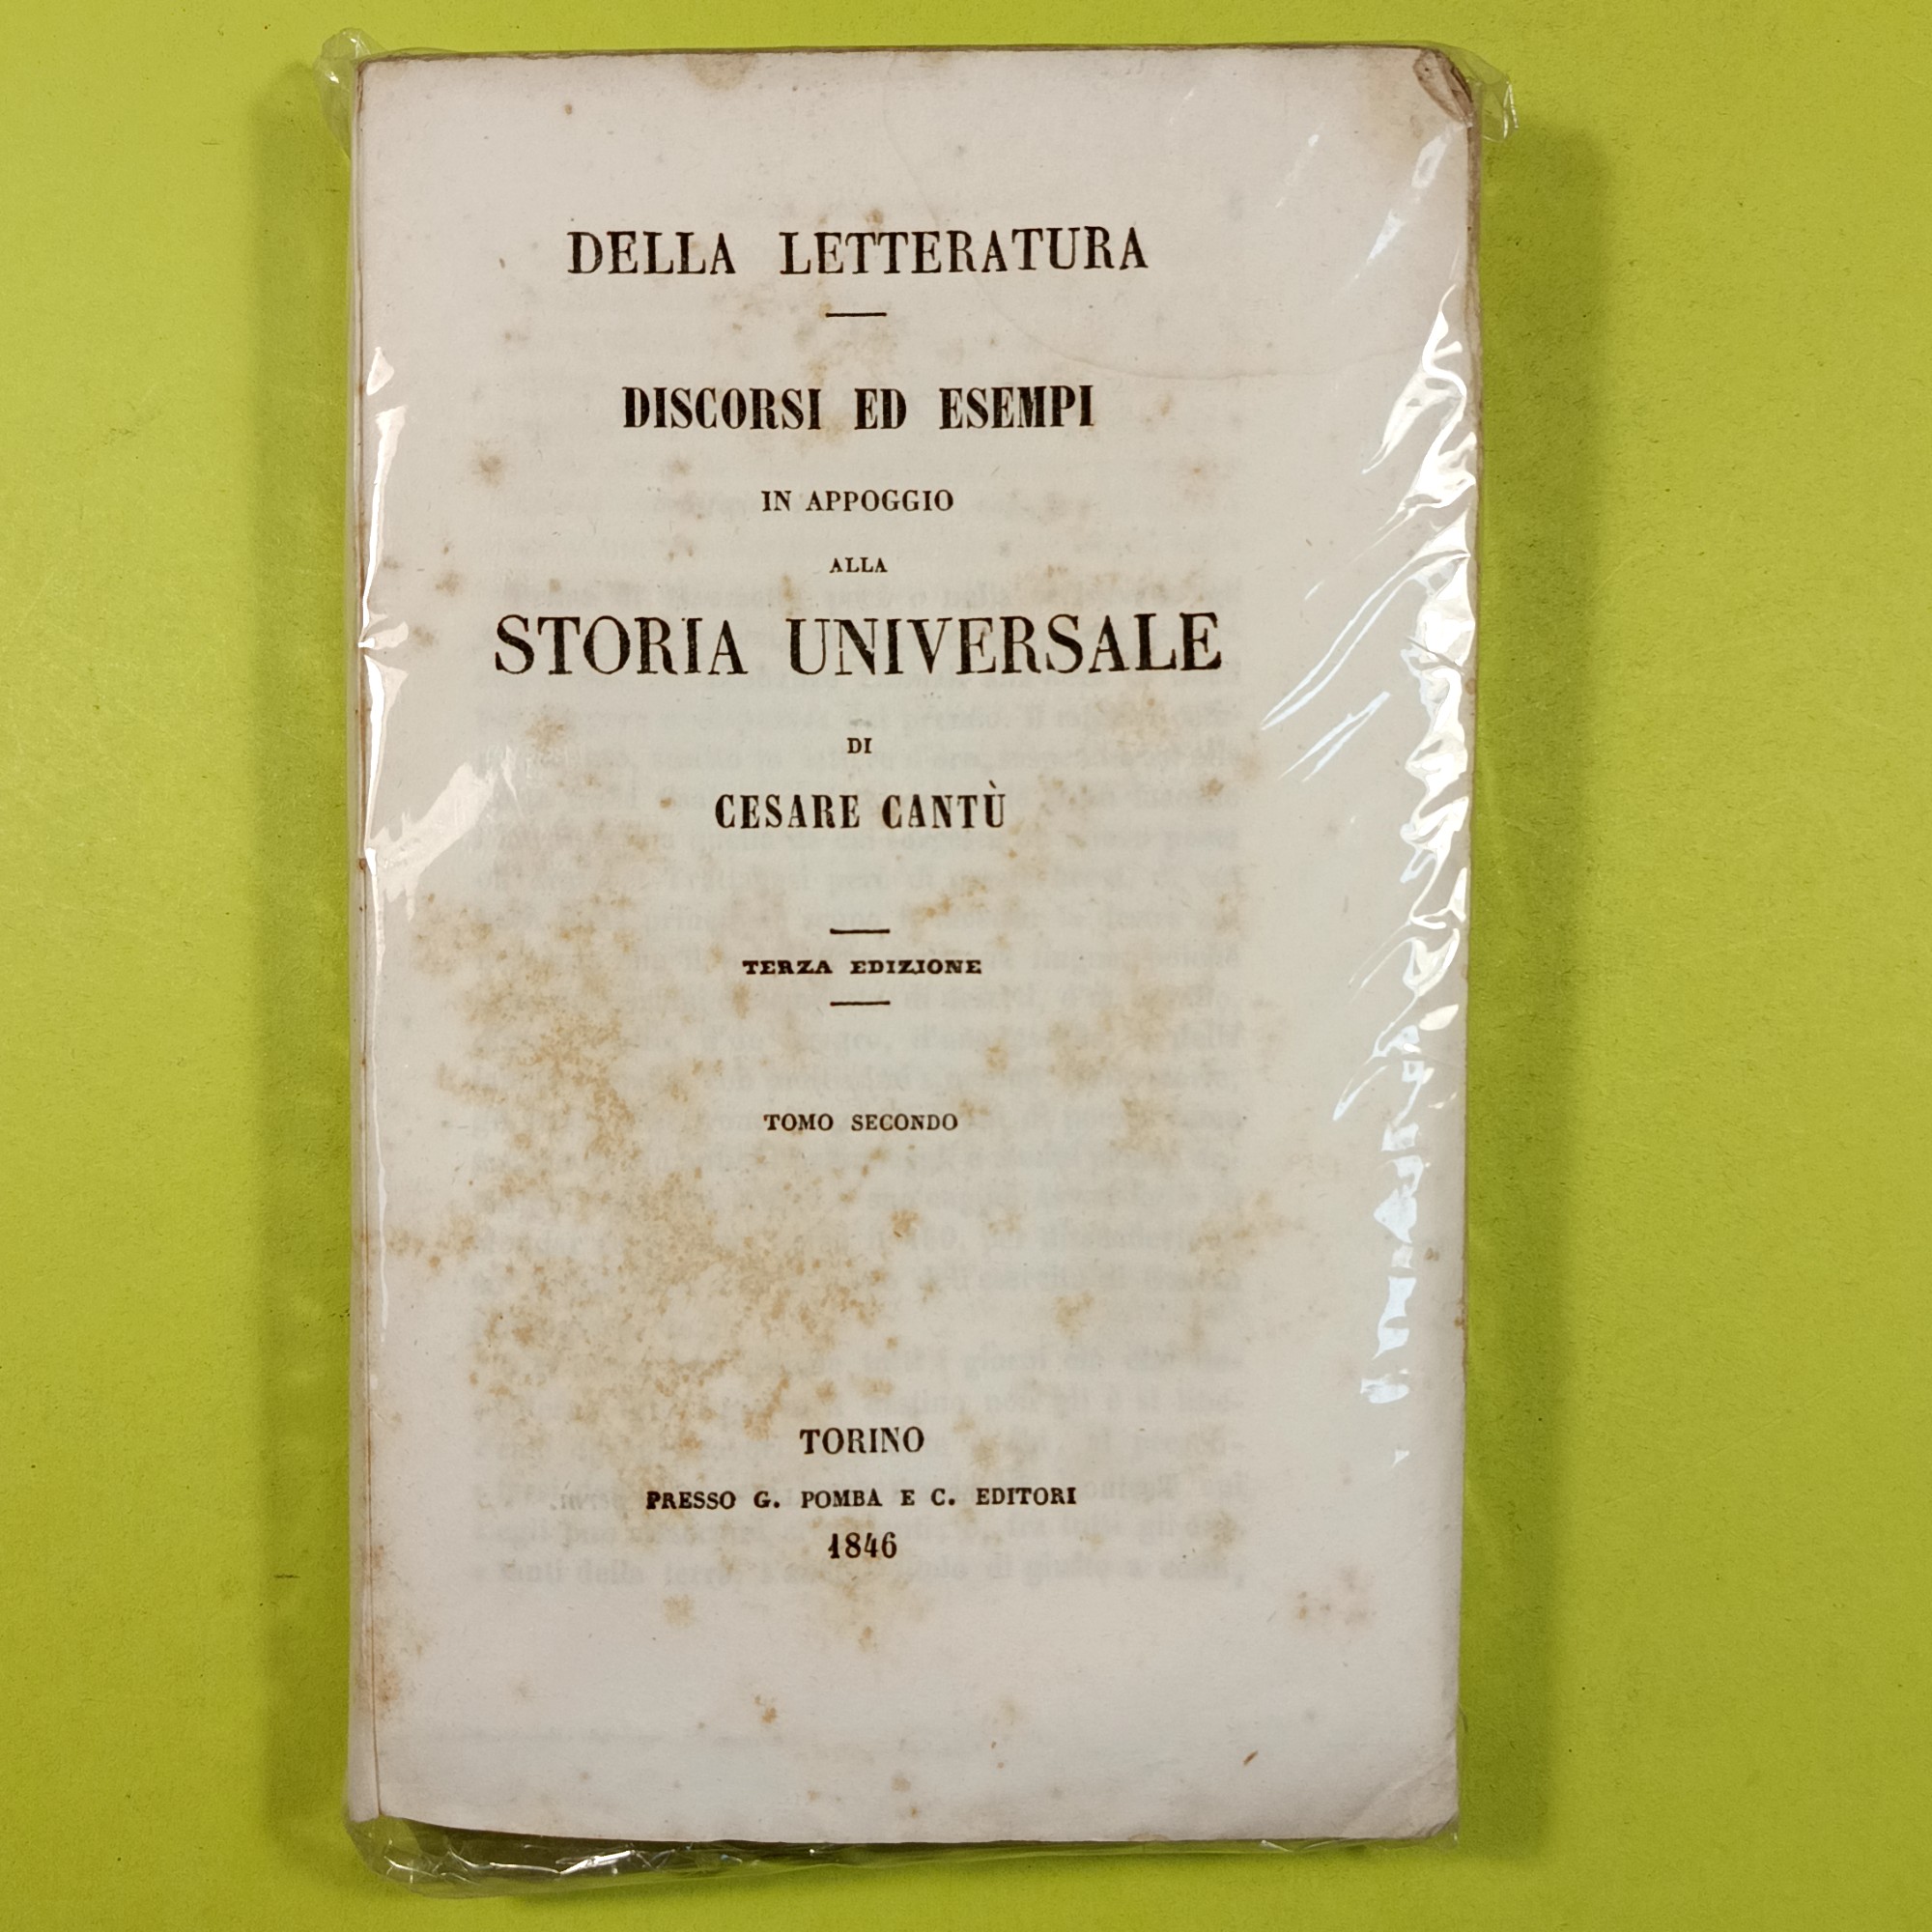 DELLA LETTERATURA
DISCORSI ED ESEMPI
IN APPOGGIO
ALLA
STORIA UNIVERSALE
DI
CESARE CANTÙ
TERZA EDIZIONE
TOMO SECONDO
TORINO
PRESSO G. POMBA E C. EDITORI
1846